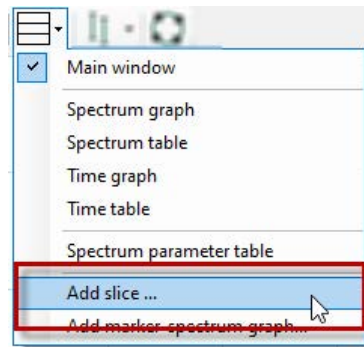 Main window
Spectrum graph
Spectrum table
Time graph
Time table
Spectrum parameter table
Add slice ...
Add marker-spectrum graph...